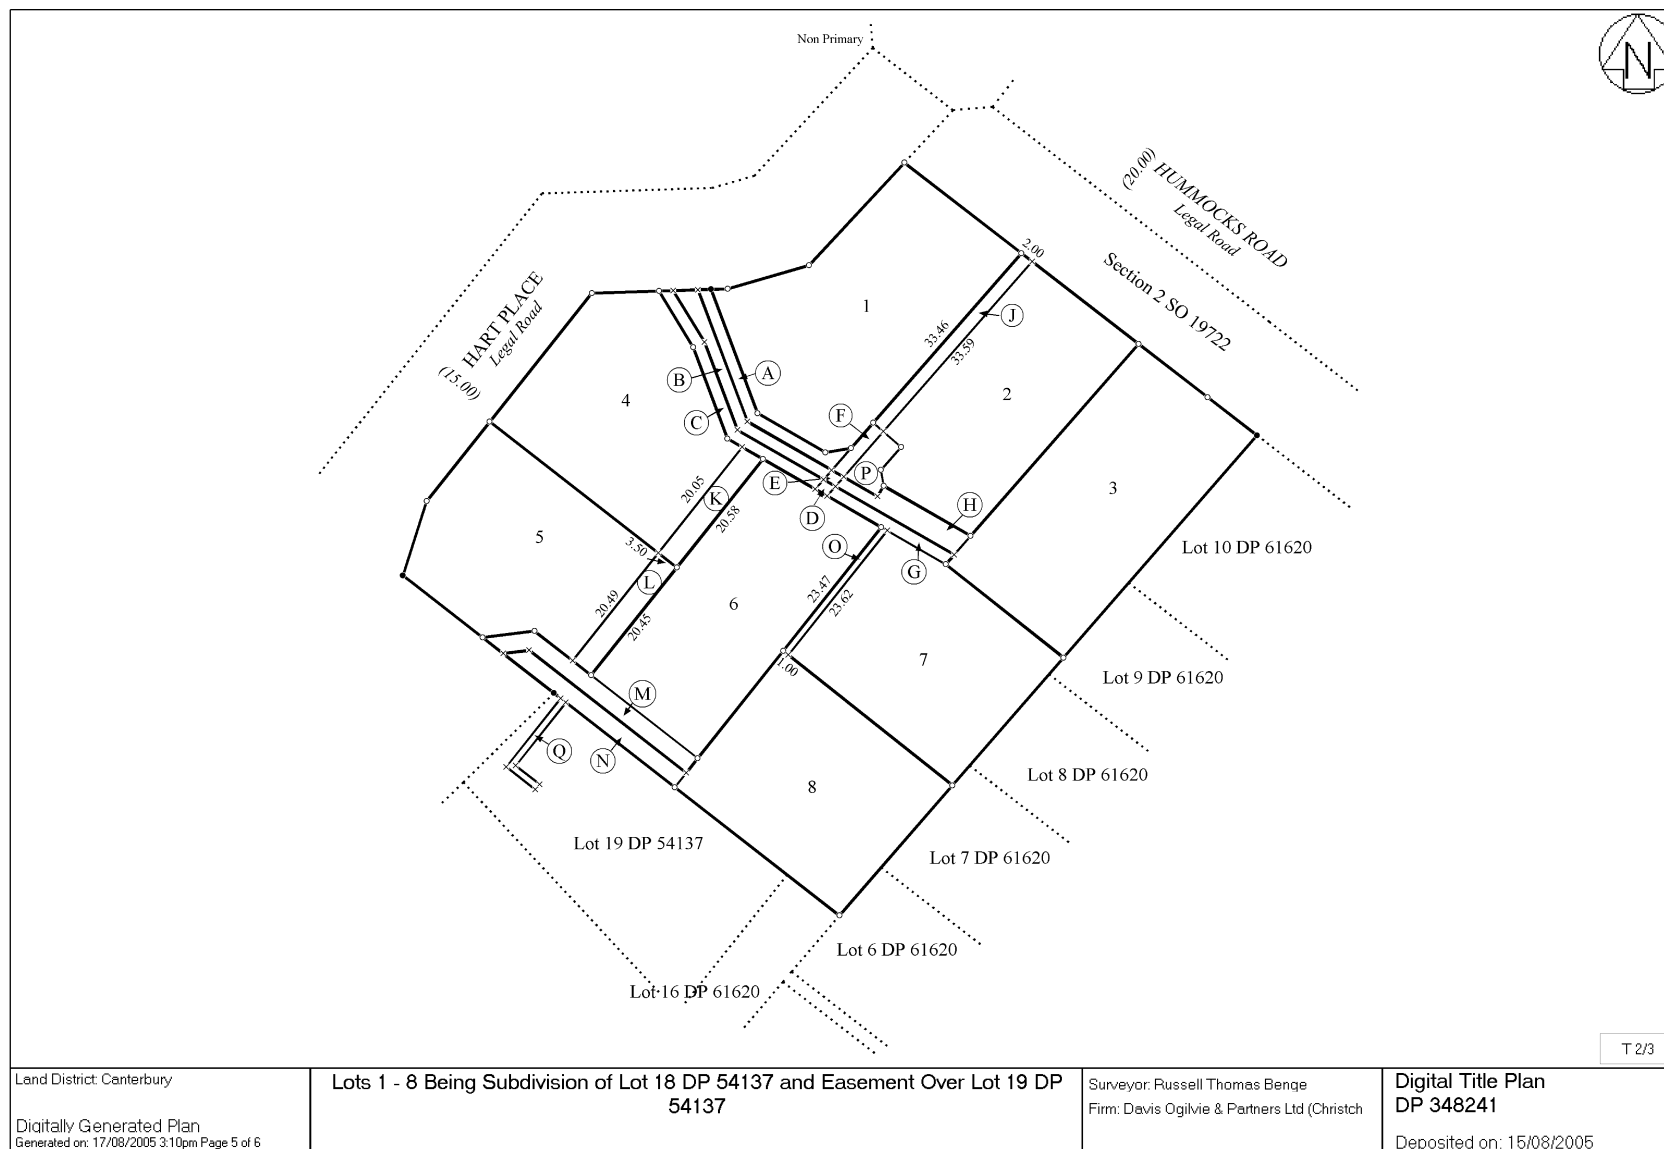 Non Primary
N
(20.00)
HUMMOCKS ROAD
Legal Road
Section 2 SO 19722
2.00
HART PLACE
Legal Road
(15.00)
1
J
33.46
33.59
2
A
B
C
4
F
P
3
E
D
H
K
20.05
20.58
O
G
5
3.50
L
Lot 10 DP 61620
6
23.47
23.62
20.49
20.45
7
1.00
Lot 9 DP 61620
M
Q
N
8
Lot 8 DP 61620
Lot 19 DP 54137
Lot 7 DP 61620
Lot 6 DP 61620
Lot 16 DP 61620
T 2/3
Land District: Canterbury
Digitally Generated Plan
Generated on: 17/08/2005 3:10pm Page 5 of 6
Lots 1 - 8 Being Subdivision of Lot 18 DP 54137 and Easement Over Lot 19 DP
54137
Surveyor: Russell Thomas Benge
Firm: Davis Ogilvie & Partners Ltd (Christch
Digital Title Plan
DP 348241
Deposited on: 15/08/2005